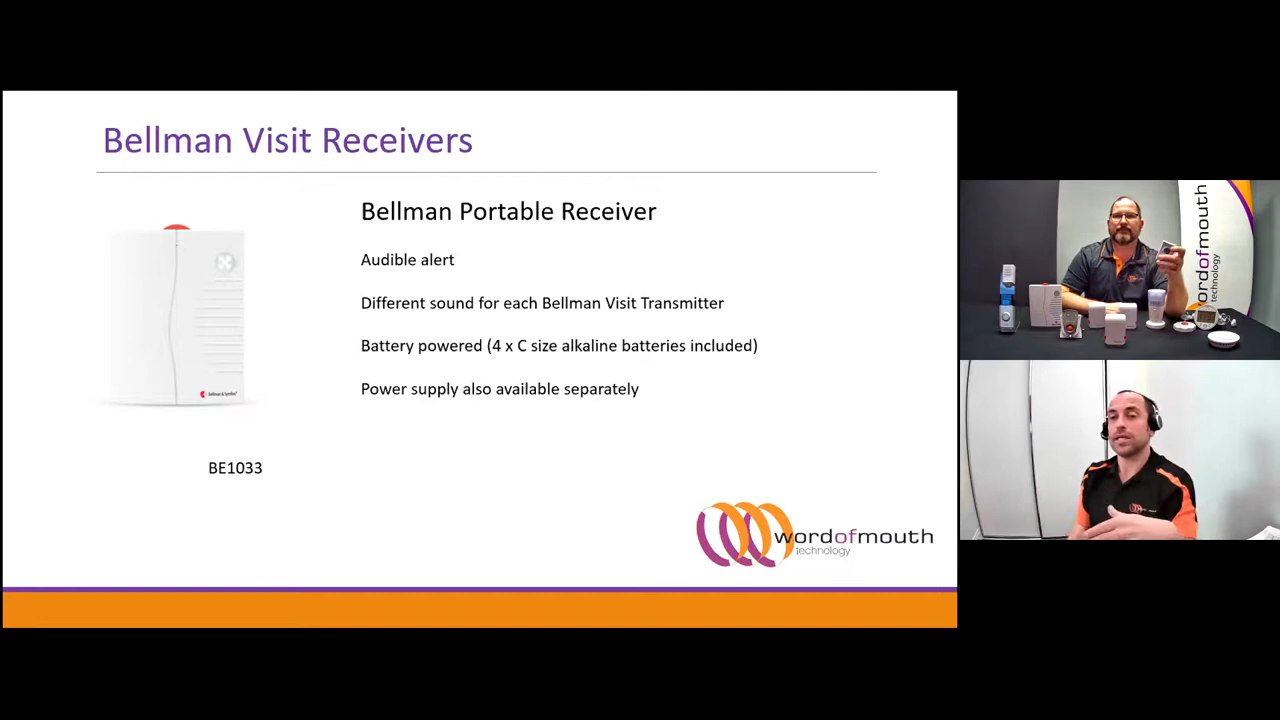 Bellman Visit Receivers
Bellman Portable Receiver
Audible alert
Different sound for each Bellman Visit Transmitter
Battery powered (4 x C size alkaline batteries included)
Power supply also available separately
BE1033
wordofmouth
technology
wordofmouth
technology